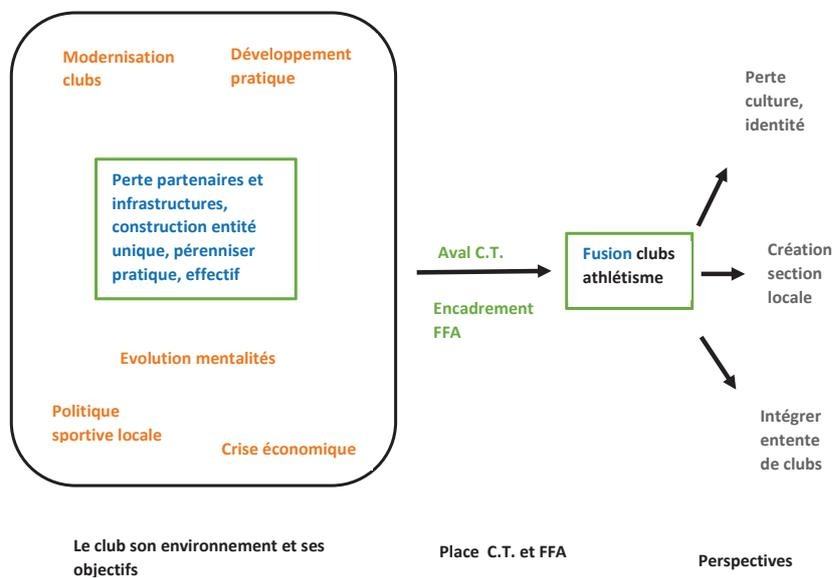 Modernisation
clubs
Développement
pratique
Perte partenaires et
infrastructures,
construction entité
unique, pérenniser
pratique, effectif
Evolution mentalités
Politique
sportive locale
Crise économique
Aval C.T.
Encadrement
FFA
Fusion clubs
athlétisme
Perte
culture,
identité
Création
section
locale
Intégrer
entente
de clubs
Le club son environnement et ses
objectifs
Place C.T. et FFA
Perspectives